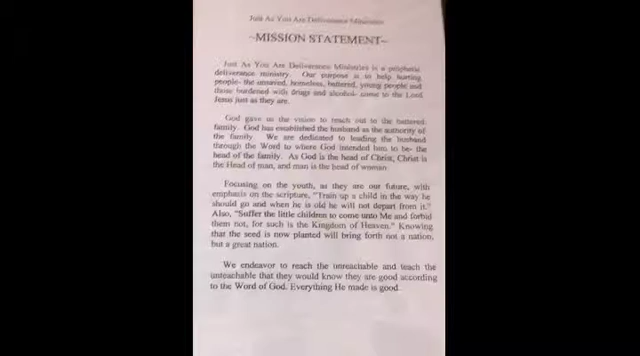 Just As You Are Deliverance Ministries
~MISSION STATEMENT~
Just As You Are Deliverance Ministries is a prophetic
deliverance ministry. Our purpose is to help hurting
people- the unsaved, homeless, battered, young people and
those burdened with drugs and alcohol- come to the Lord
Jesus just as they are.
God gave us the vision to reach out to the battered
family. God has established the husband as the authority of
the family. We are dedicated to leading the husband
through the Word to where God intended him to be- the
head of the family. As God is the head of Christ, Christ is
the Head of man, and man is the head of woman.
Focusing on the youth, as they are our future, with
emphasis on the scripture, "Train up a child in the way he
should go and when he is old he will not depart from it."
Also, "Suffer the little children to come unto Me and forbid
them not, for such is the Kingdom of Heaven." Knowing
that the seed is now planted will bring forth not a nation,
but a great nation.
We endeavor to reach the unreachable and teach the
unteachable that they would know they are good according
to the Word of God. Everything He made is good.